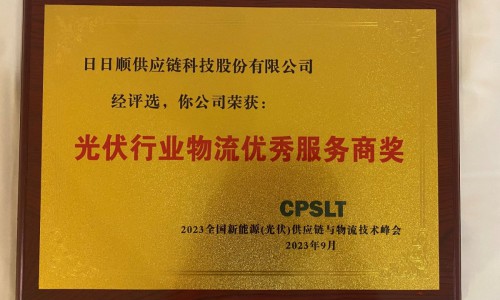 日日顺供应链科技股份有限公司
经评选，你公司荣获：
光伏行业物流优秀服务商奖
CPSLT
2023全国新能源(光伏)供应链与物流技术峰会
2023年9月